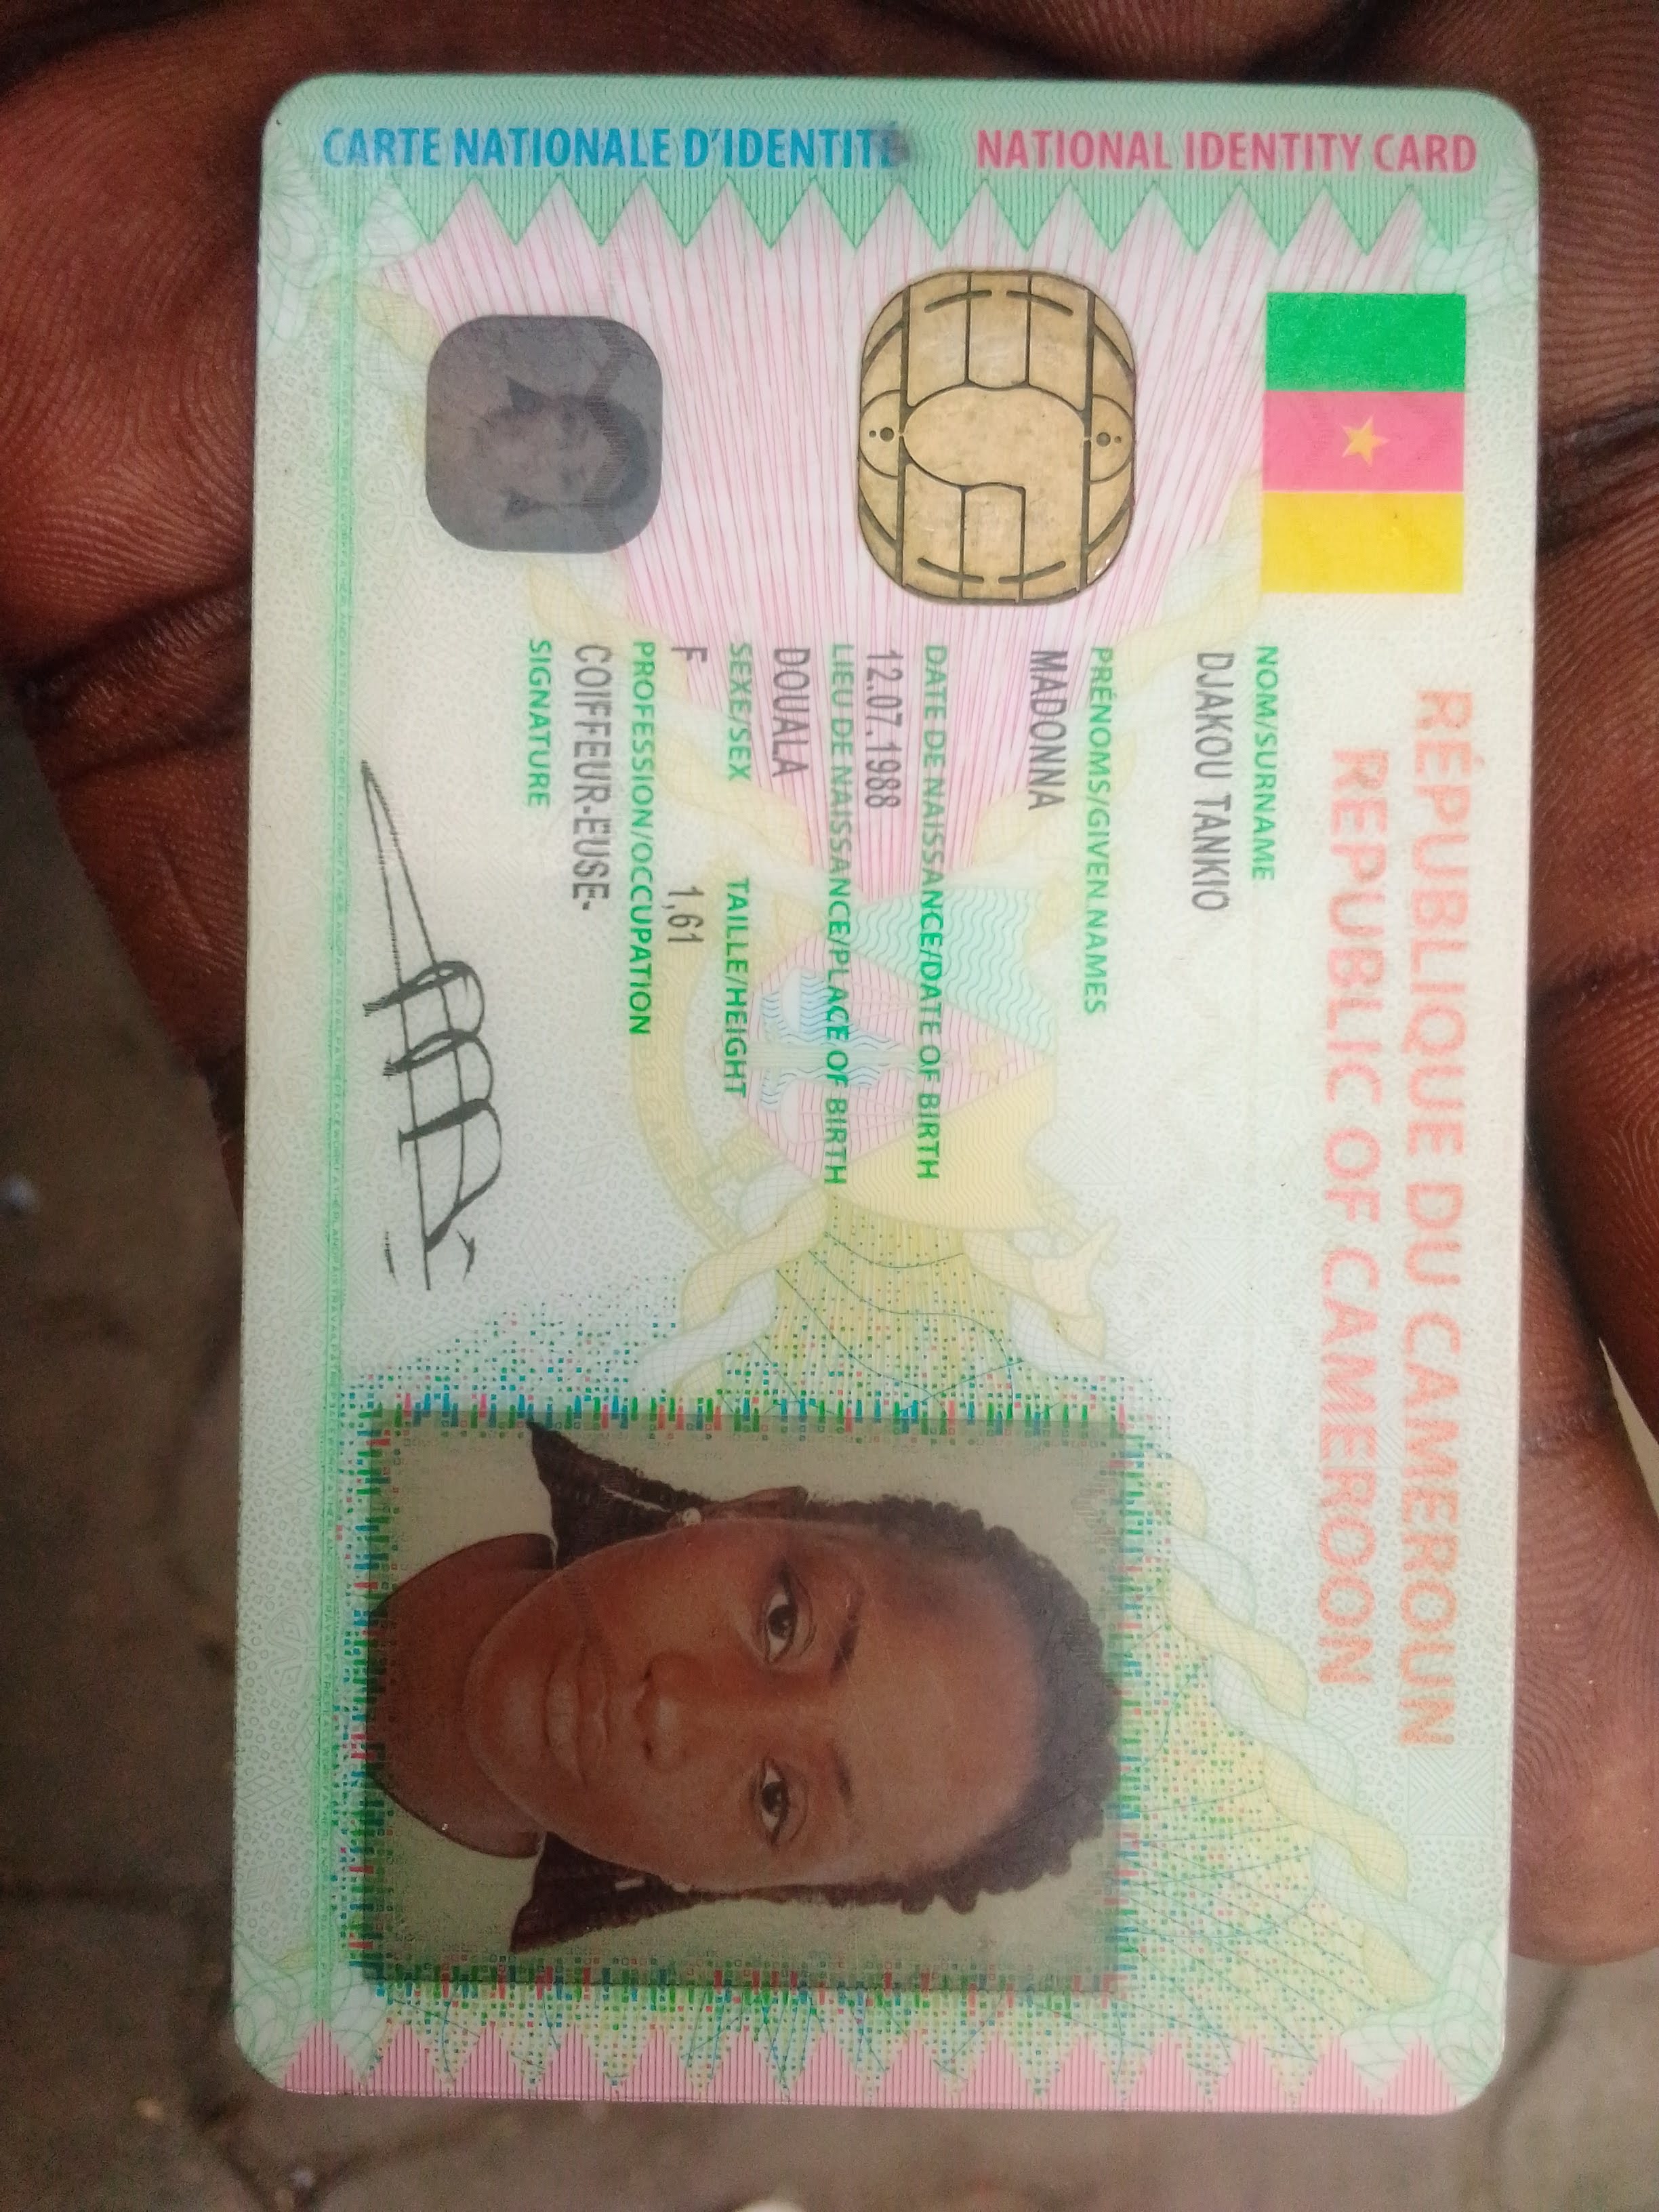 RÉPUBLIQUE DU CAMEROUN
REPUBLIC OF CAMEROON
NATIONAL IDENTITY CARD
CARTE NATIONALE D'IDENTITÉ
NOM/SURNAME
DJAKOU TANKIO
PRÉNOMS/GIVEN NAMES
MADONNA
DATE DE NAISSANCE/DATE OF BIRTH
12.07.1988
LIEU DE NAISSANCE/PLACE OF BIRTH
DOUALA
SEXE/SEX TAILLE/HEIGHT
F 1,61
PROFESSION/OCCUPATION
COIFFEUR-EUSE-
SIGNATURE